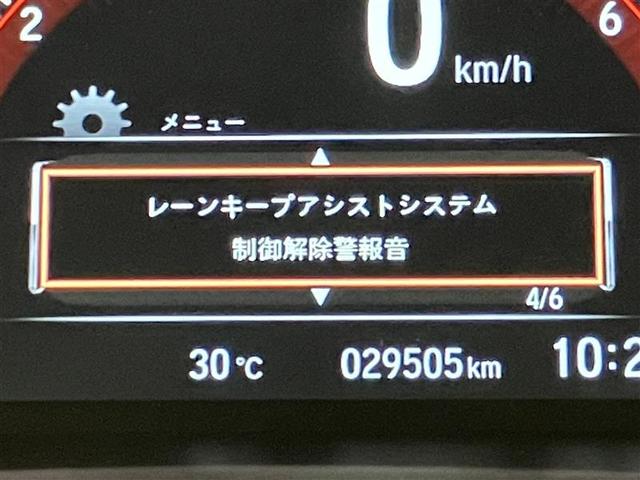 2
0 km/h
6
メニュー
レーンキープアシストシステム
制御解除警報音
4/6
30℃ 029505km 10:2